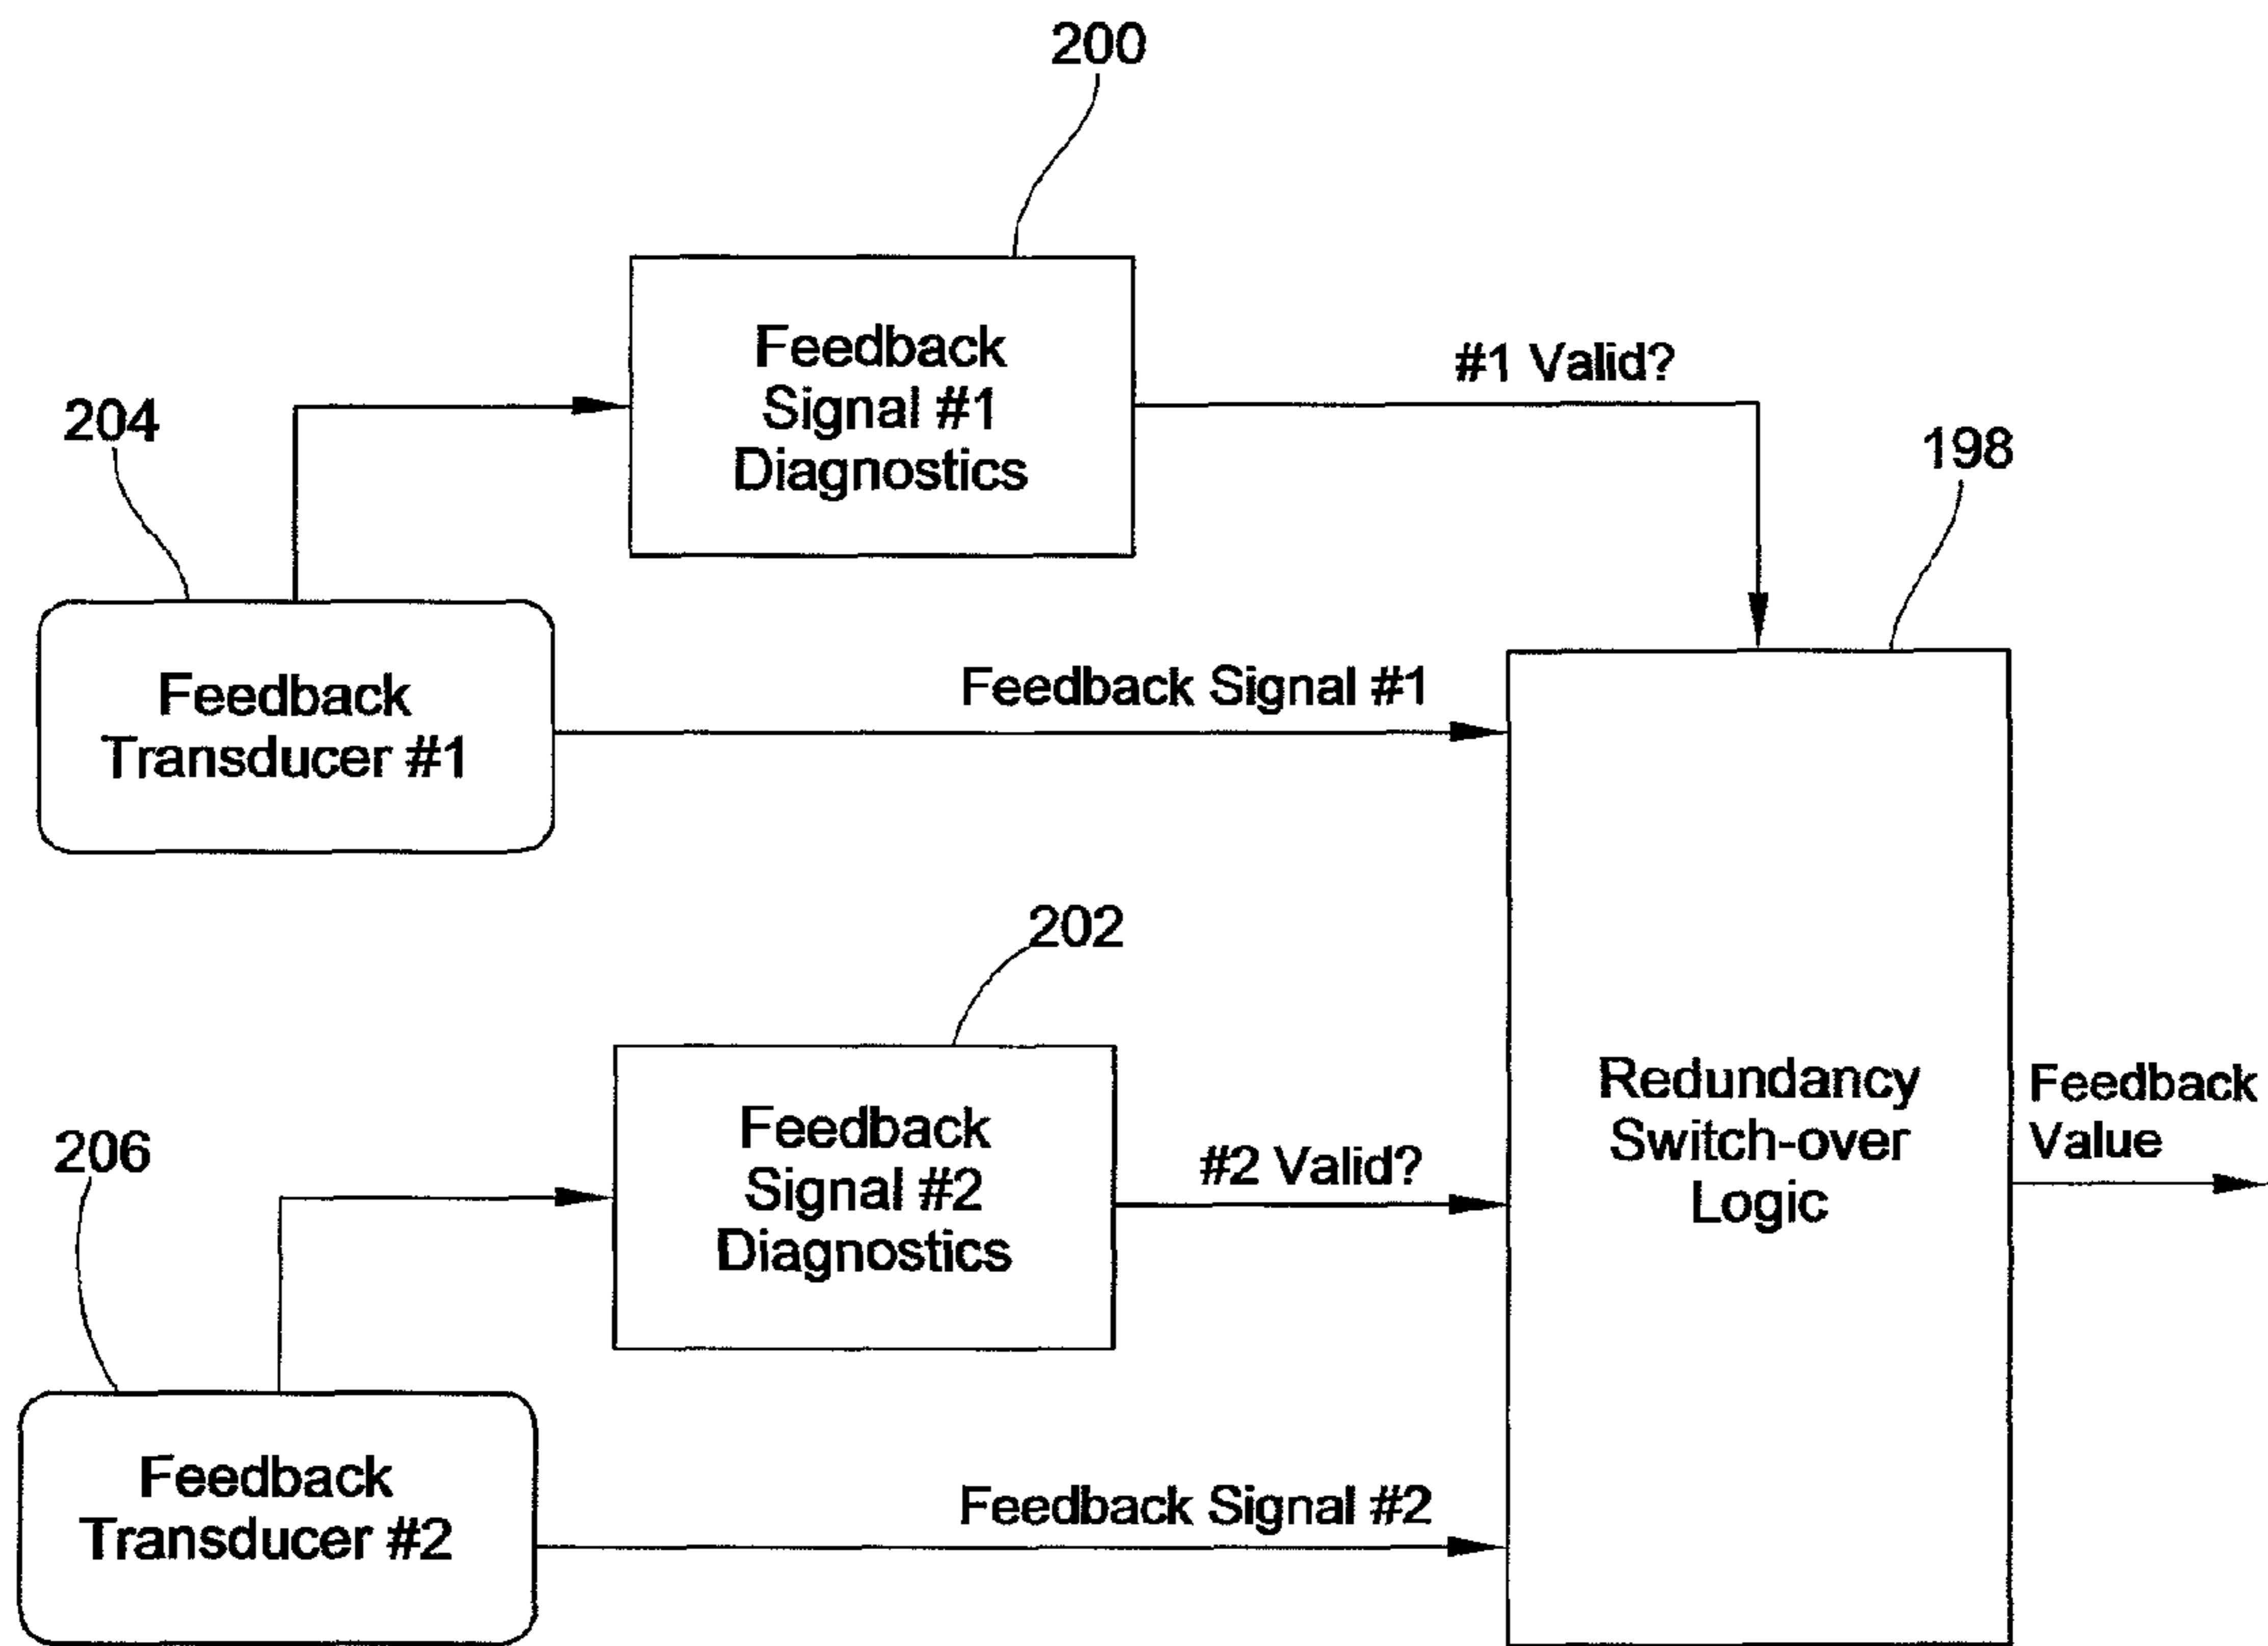 200
Feedback
Signal #1
Diagnostics
#1 Valid?
204
198
Feedback
Transducer #1
Feedback Signal #1
202
Feedback
Signal #2
Diagnostics
#2 Valid?
206
Redundancy
Switch-over
Logic
Feedback
Value
Feedback
Transducer #2
Feedback Signal #2